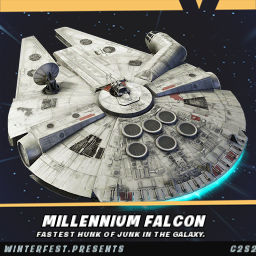 MILLENNIUM FALCON
FASTEST HUNK OF JUNK IN THE GALAXY.
WINTERFEST.PRESENTS C2S2